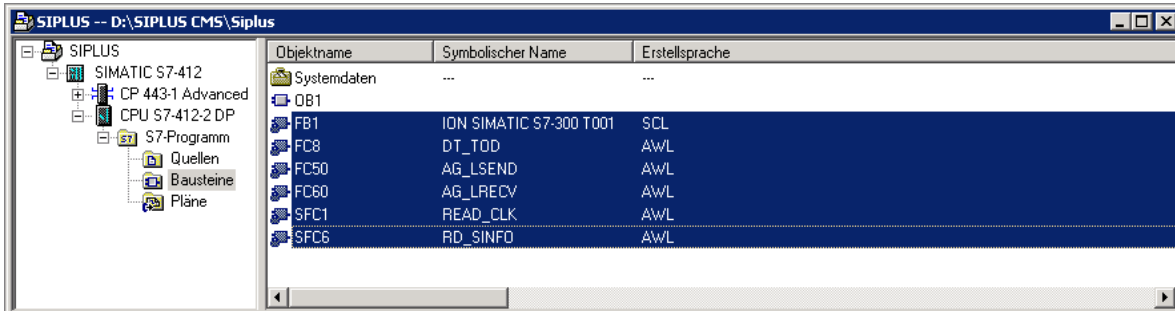 SIPLUS -- D:\SIPLUS CMS\Siplus
SIPLUS
SIMATIC S7-412
CP 443-1 Advanced
CPU S7-412-2 DP
S7 S7-Programm
Quellen
Bausteine
Pläne
Objektname Symbolischer Name Erstellsprache
Systemdaten --- ---
OB1
FB1 ION SIMATIC S7-300 T001 SCL
FC8 DT_TOD AWL
FC50 AG_LSEND AWL
FC60 AG_LRECV AWL
SFC1 READ_CLK AWL
SFC6 RD_SINFO AWL